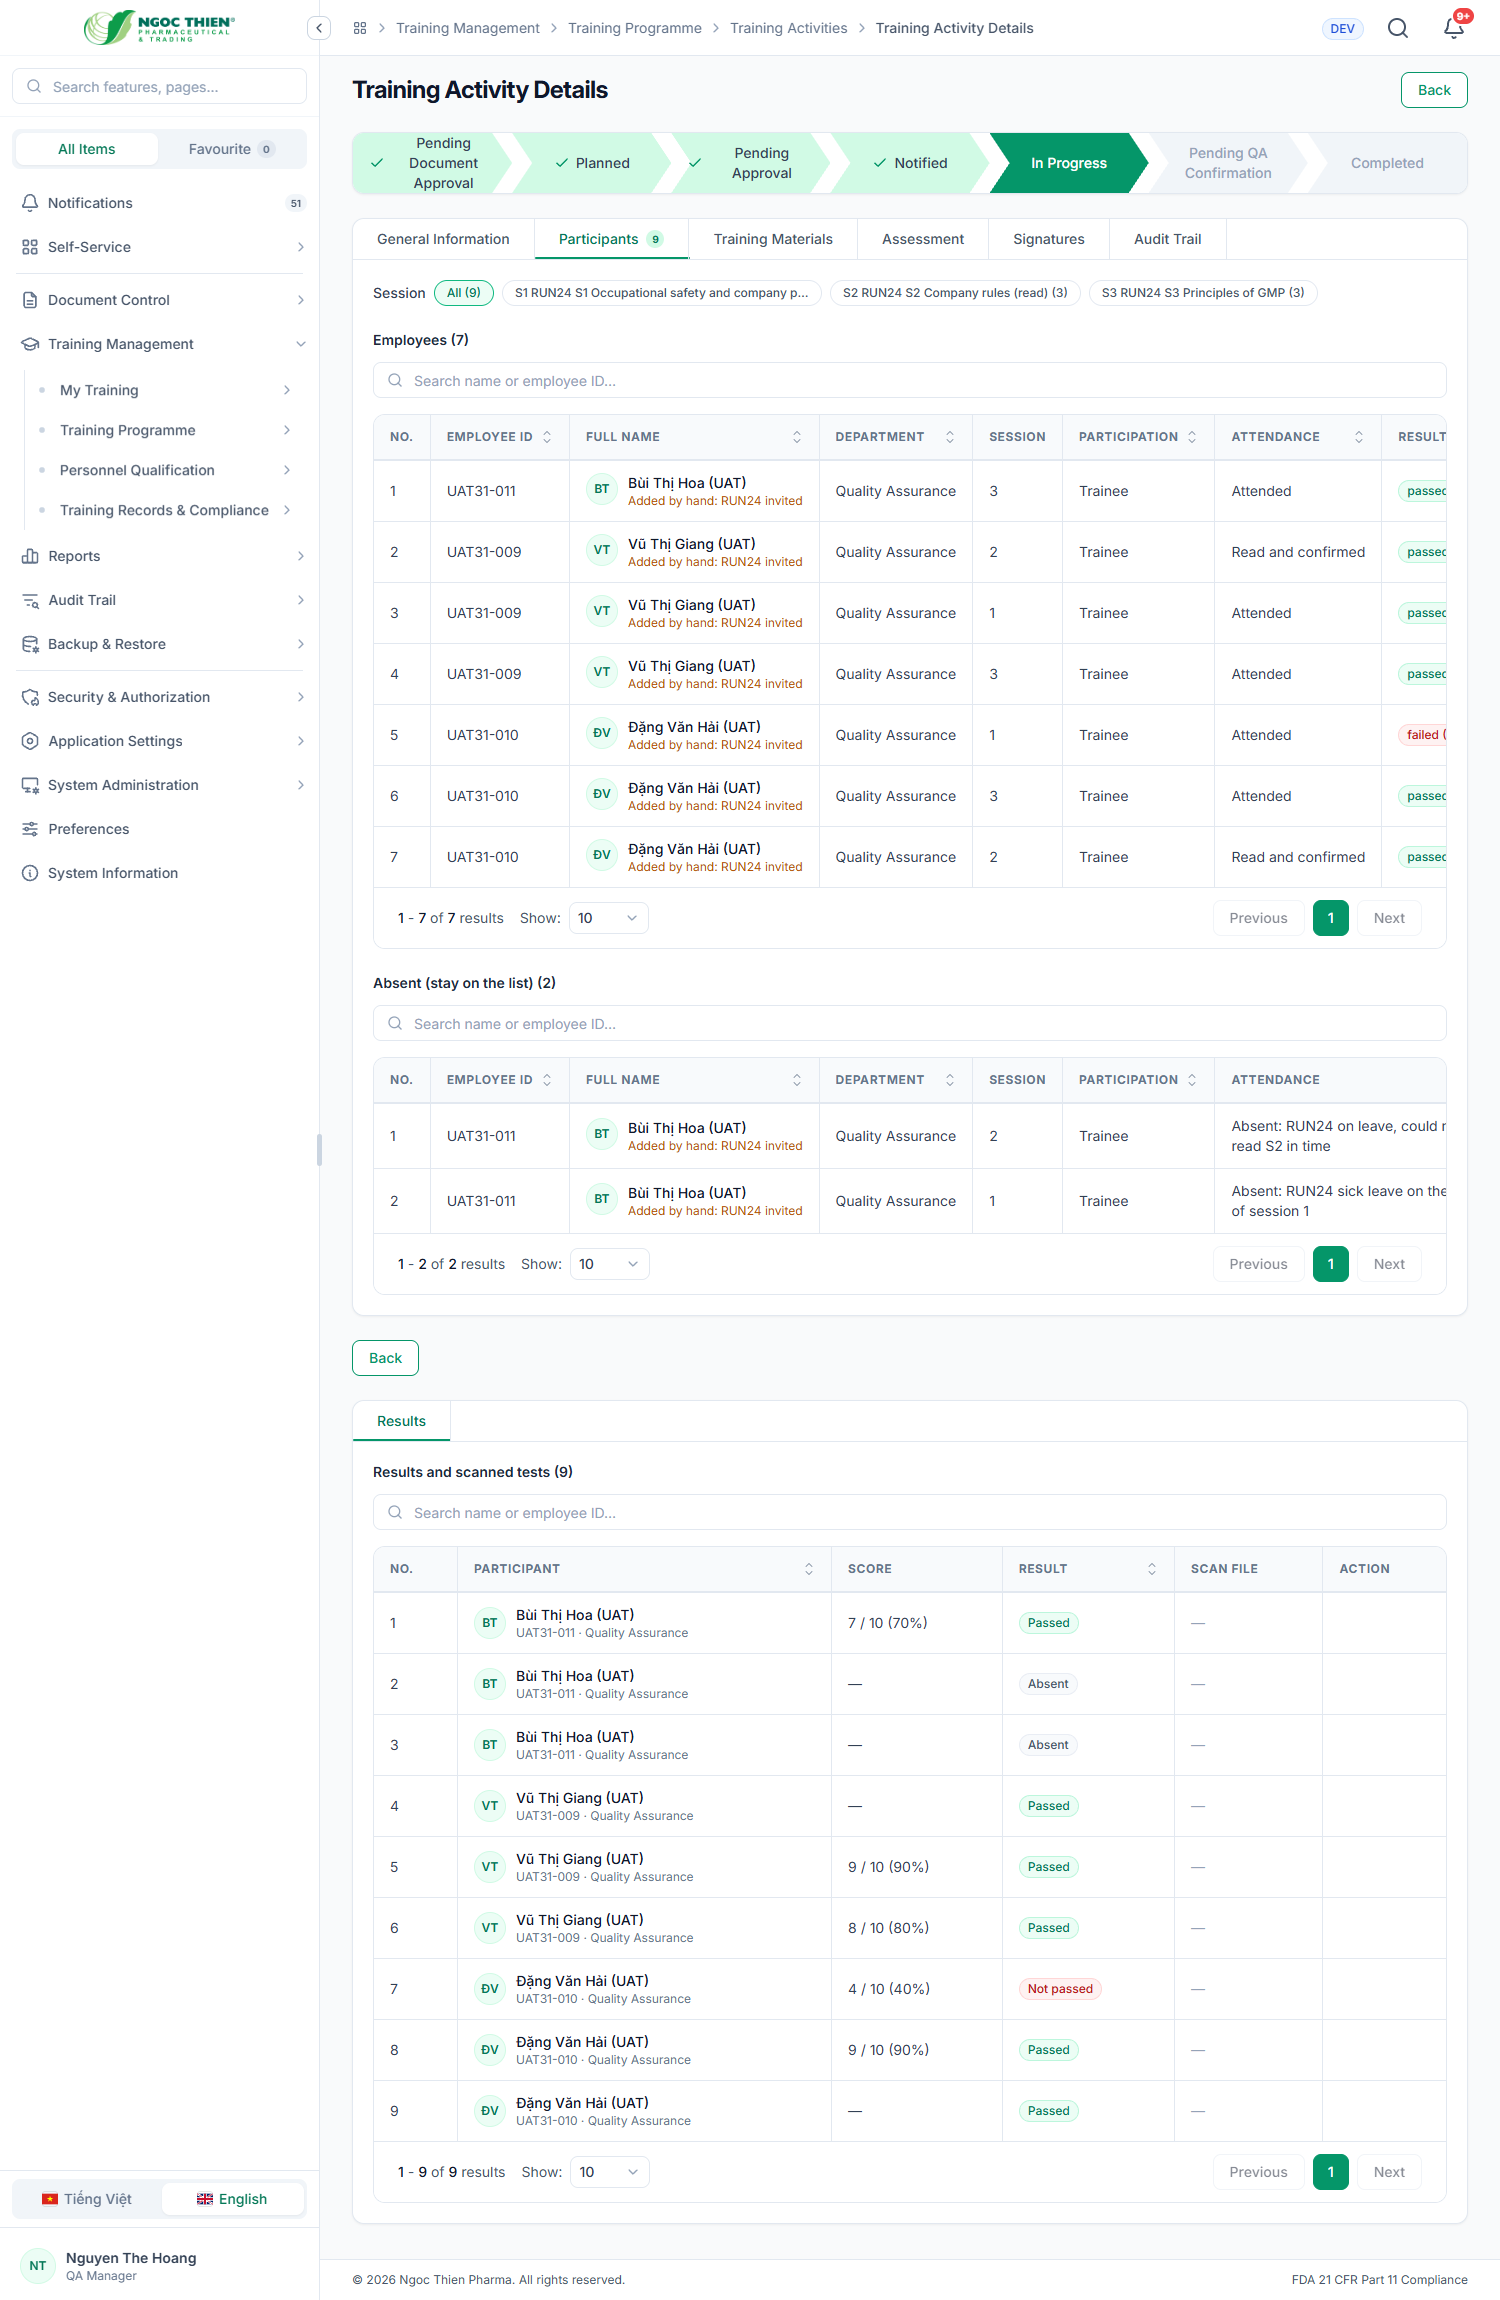 NGOC THIEN®
PHARMACEUTICAL
& TRADING
Search features, pages...
All Items
Favourite 0
Notifications 51
Self-Service
Document Control
Training Management
My Training
Training Programme
Personnel Qualification
Training Records & Compliance
Reports
Audit Trail
Backup & Restore
Security & Authorization
Application Settings
System Administration
Preferences
System Information
Tiếng Việt
English
NT
Nguyen The Hoang
QA Manager
Training Management
Training Programme
Training Activities
Training Activity Details
DEV
9+
Training Activity Details
Back
Pending Document Approval
Planned
Pending Approval
Notified
In Progress
Pending QA Confirmation
Completed
General Information
Participants 9
Training Materials
Assessment
Signatures
Audit Trail
Session
All (9)
S1 RUN24 S1 Occupational safety and company p...
S2 RUN24 S2 Company rules (read) (3)
S3 RUN24 S3 Principles of GMP (3)
Employees (7)
Search name or employee ID...
NO. EMPLOYEE ID FULL NAME DEPARTMENT SESSION PARTICIPATION ATTENDANCE RESULT
1 UAT31-011 BT Bùi Thị Hoa (UAT) Quality Assurance 3 Trainee Attended passed
Added by hand: RUN24 invited
2 UAT31-009 VT Vũ Thị Giang (UAT) Quality Assurance 2 Trainee Read and confirmed passed
Added by hand: RUN24 invited
3 UAT31-009 VT Vũ Thị Giang (UAT) Quality Assurance 1 Trainee Attended passed
Added by hand: RUN24 invited
4 UAT31-009 VT Vũ Thị Giang (UAT) Quality Assurance 3 Trainee Attended passed
Added by hand: RUN24 invited
5 UAT31-010 ĐV Đặng Văn Hải (UAT) Quality Assurance 1 Trainee Attended failed (
Added by hand: RUN24 invited
6 UAT31-010 ĐV Đặng Văn Hải (UAT) Quality Assurance 3 Trainee Attended passed
Added by hand: RUN24 invited
7 UAT31-010 ĐV Đặng Văn Hải (UAT) Quality Assurance 2 Trainee Read and confirmed passed
Added by hand: RUN24 invited
1 - 7 of 7 results Show: 10 Previous 1 Next
Absent (stay on the list) (2)
Search name or employee ID...
NO. EMPLOYEE ID FULL NAME DEPARTMENT SESSION PARTICIPATION ATTENDANCE
1 UAT31-011 BT Bùi Thị Hoa (UAT) Quality Assurance 2 Trainee Absent: RUN24 on leave, could
Added by hand: RUN24 invited read S2 in time
2 UAT31-011 BT Bùi Thị Hoa (UAT) Quality Assurance 1 Trainee Absent: RUN24 sick leave on the
Added by hand: RUN24 invited of session 1
1 - 2 of 2 results Show: 10 Previous 1 Next
Back
Results
Results and scanned tests (9)
Search name or employee ID...
NO. PARTICIPANT SCORE RESULT SCAN FILE ACTION
1 BT Bùi Thị Hoa (UAT) 7 / 10 (70%) Passed —
UAT31-011 · Quality Assurance
2 BT Bùi Thị Hoa (UAT) — Absent —
UAT31-011 · Quality Assurance
3 BT Bùi Thị Hoa (UAT) — Absent —
UAT31-011 · Quality Assurance
4 VT Vũ Thị Giang (UAT) — Passed —
UAT31-009 · Quality Assurance
5 VT Vũ Thị Giang (UAT) 9 / 10 (90%) Passed —
UAT31-009 · Quality Assurance
6 VT Vũ Thị Giang (UAT) 8 / 10 (80%) Passed —
UAT31-009 · Quality Assurance
7 ĐV Đặng Văn Hải (UAT) 4 / 10 (40%) Not passed —
UAT31-010 · Quality Assurance
8 ĐV Đặng Văn Hải (UAT) 9 / 10 (90%) Passed —
UAT31-010 · Quality Assurance
9 ĐV Đặng Văn Hải (UAT) — Passed —
UAT31-010 · Quality Assurance
1 - 9 of 9 results Show: 10 Previous 1 Next
© 2026 Ngoc Thien Pharma. All rights reserved.
FDA 21 CFR Part 11 Compliance